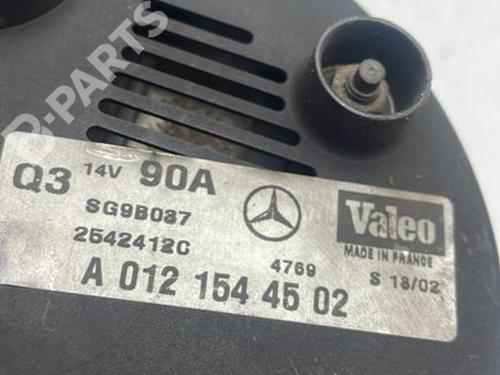 B-PARTS
Q3 14V 90A
SG9B037
2542412C
4769
A 012 154 45 02
Valeo
MADE IN FRANCE
S 18/02